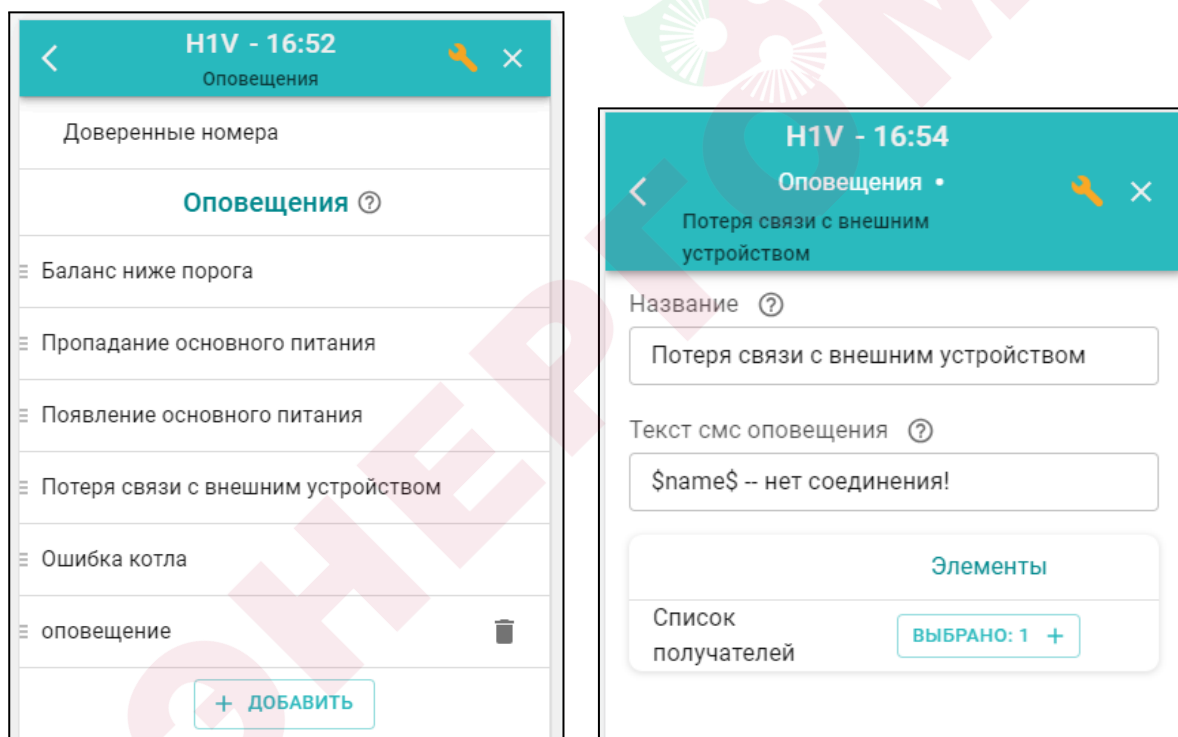 H1V - 16:52
Оповещения
Доверенные номера
Оповещения ?
Баланс ниже порога
Пропадание основного питания
Появление основного питания
Потеря связи с внешним устройством
Ошибка котла
оповещение
+ ДОБАВИТЬ
H1V - 16:54
Оповещения •
Потеря связи с внешним
устройством
Название ?
Потеря связи с внешним устройством
Текст смс оповещения ?
$name$ -- нет соединения!
Элементы
Список
получателей
ВЫБРАНО: 1 +
ЭНЕРГОМ